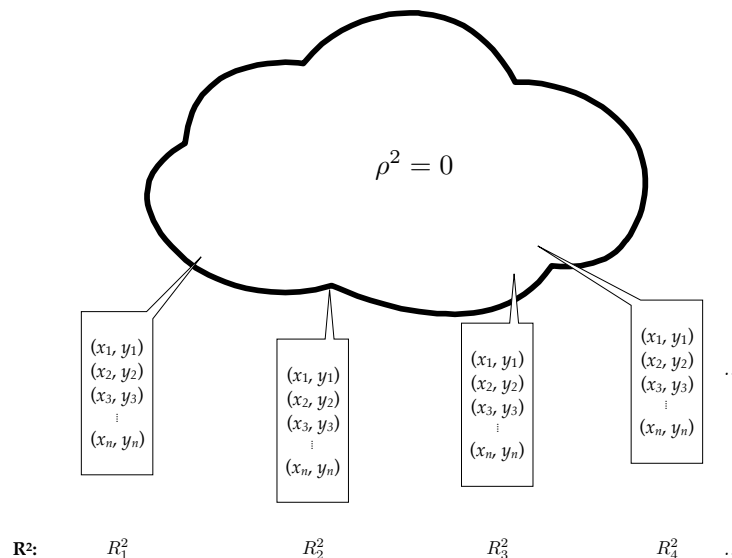 ρ² = 0
(x₁, y₁)
(x₂, y₂)
(x₃, y₃)
⋮
(xₙ, yₙ)
(x₁, y₁)
(x₂, y₂)
(x₃, y₃)
⋮
(xₙ, yₙ)
(x₁, y₁)
(x₂, y₂)
(x₃, y₃)
⋮
(xₙ, yₙ)
(x₁, y₁)
(x₂, y₂)
(x₃, y₃)
⋮
(xₙ, yₙ)
..
R²: R₁² R₂² R₃² R₄² ..